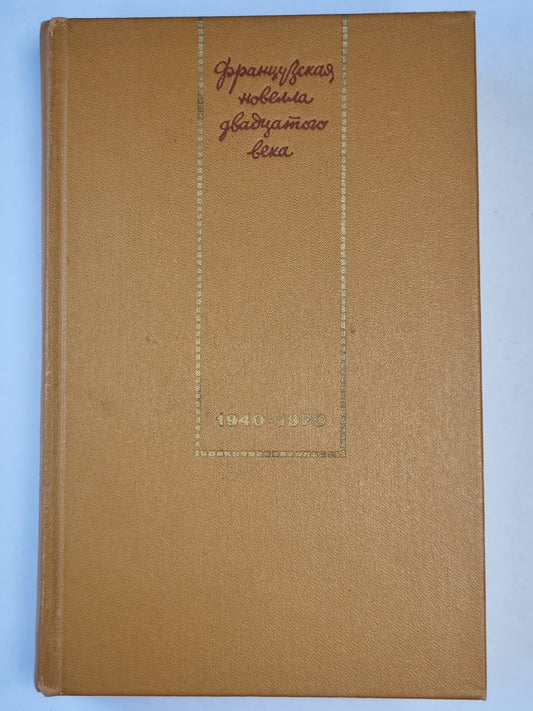 французская
новелла
двадцатого
века
1940-1970